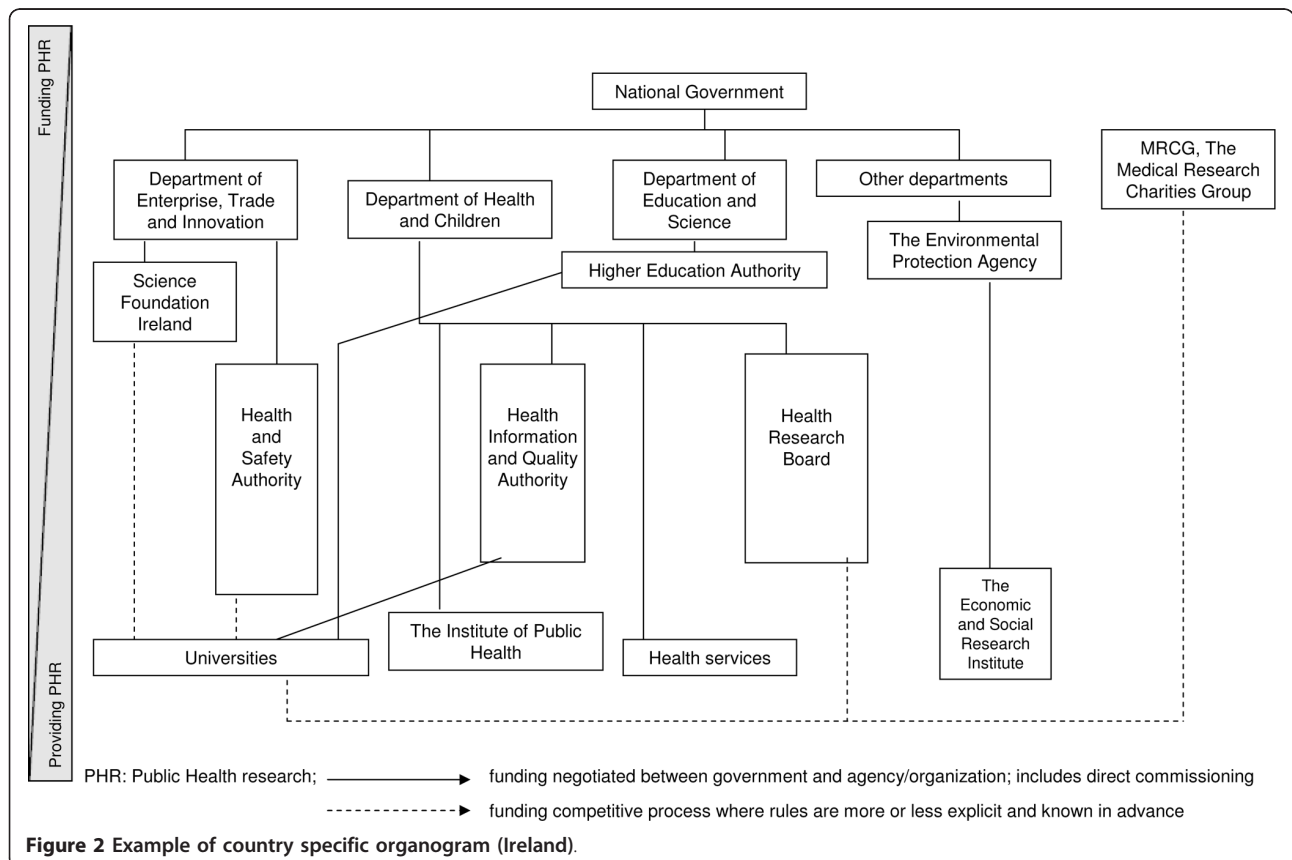 Funding PHR
Providing PHR
National Government
Department of
Enterprise, Trade
and Innovation
Department of Health
and Children
Department of
Education and
Science
Other departments
MRCG, The
Medical Research
Charities Group
Science
Foundation
Ireland
Higher Education Authority
The Environmental
Protection Agency
Health
and
Safety
Authority
Health
Information
and Quality
Authority
Health
Research
Board
Universities
The Institute of Public
Health
Health services
The
Economic
and Social
Research
Institute
PHR: Public Health research;
funding negotiated between government and agency/organization; includes direct commissioning
funding competitive process where rules are more or less explicit and known in advance
Figure 2 Example of country specific organogram (Ireland).